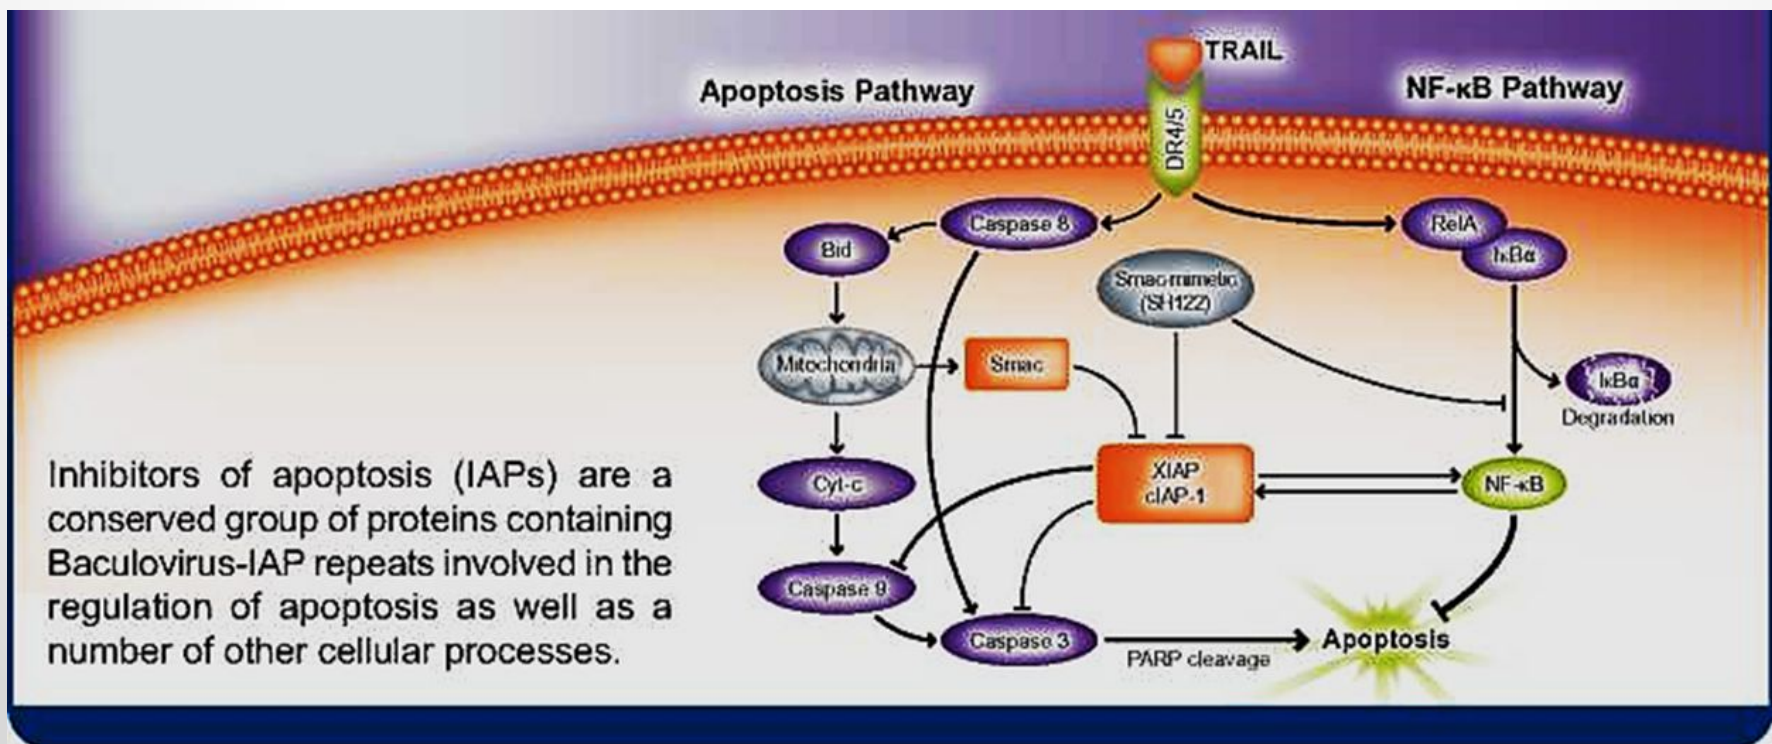 TRAIL
Apoptosis Pathway
NF-κB Pathway
DR4/5
Caspase 8
RelA
IκBα
Bid
Smac-mimetic
(SH122)
Mitochondria
Smac
IκBα
Degradation
XIAP
cIAP-1
Cyt-c
NF-κB
Caspase 9
Caspase 3
PARP cleavage
Apoptosis
Inhibitors of apoptosis (IAPs) are a
conserved group of proteins containing
Baculovirus-IAP repeats involved in the
regulation of apoptosis as well as a
number of other cellular processes.